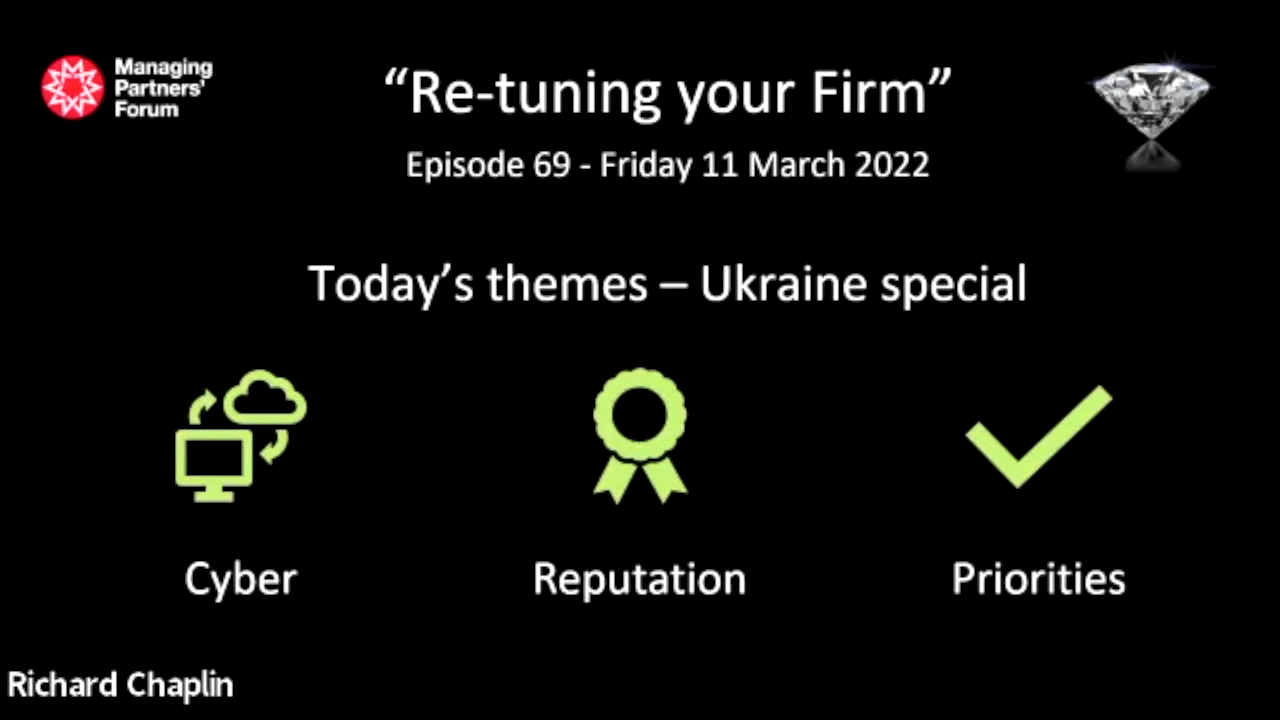 Managing
Partners'
Forum
“Re-tuning your Firm”
Episode 69 - Friday 11 March 2022
Today’s themes – Ukraine special
Cyber
Reputation
Priorities
Richard Chaplin